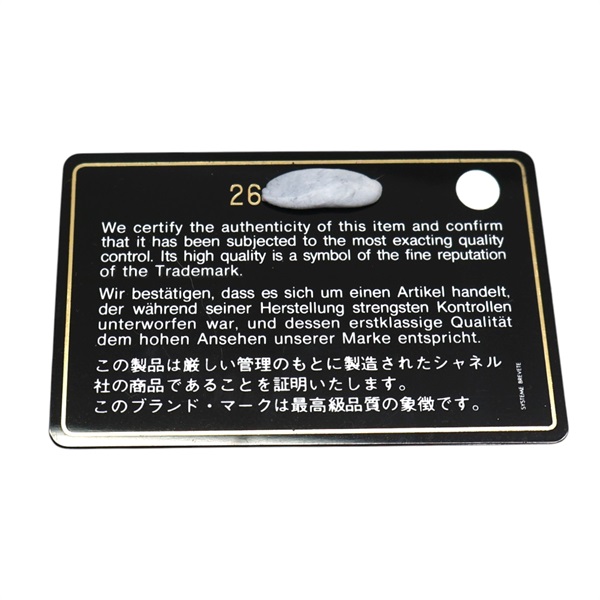 26
We certify the authenticity of this item and confirm
that it has been subjected to the most exacting quality
control. Its high quality is a symbol of the fine reputation
of the Trademark.
Wir bestätigen, dass es sich um einen Artikel handelt,
der während seiner Herstellung strengsten Kontrollen
unterworfen war, und dessen erstklassige Qualität
dem hohen Ansehen unserer Marke entspricht.
この製品は厳しい管理のもとに製造されたシャネル
社の商品であることを証明いたします。
このブランド・マークは最高級品質の象徴です。
SYSTEME BREVETE